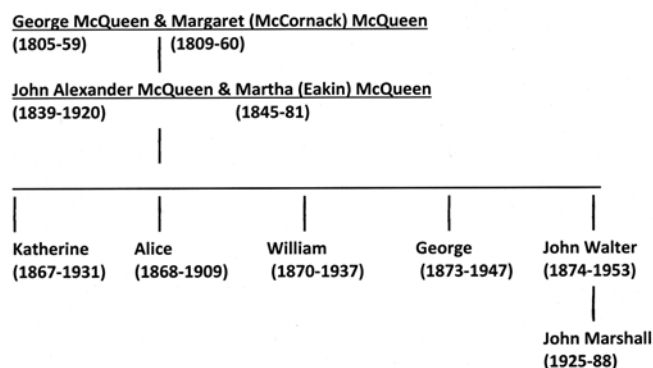 George McQueen & Margaret (McCornack) McQueen
(1805-59) (1809-60)
John Alexander McQueen & Martha (Eakin) McQueen
(1839-1920) (1845-81)
Katherine Alice William George John Walter
(1867-1931) (1868-1909) (1870-1937) (1873-1947) (1874-1953)
John Marshall
(1925-88)